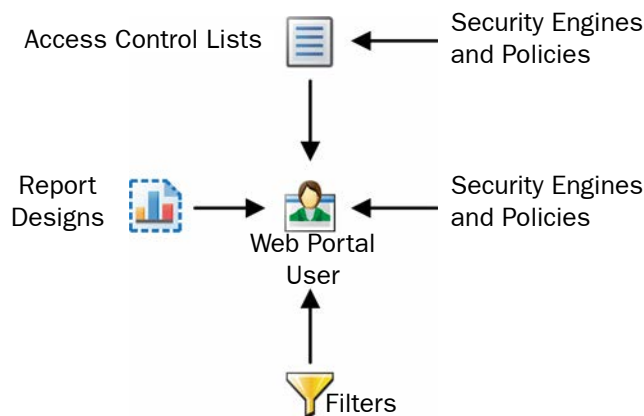 Access Control Lists
Security Engines
and Policies
Report
Designs
Security Engines
and Policies
Web Portal
User
Filters